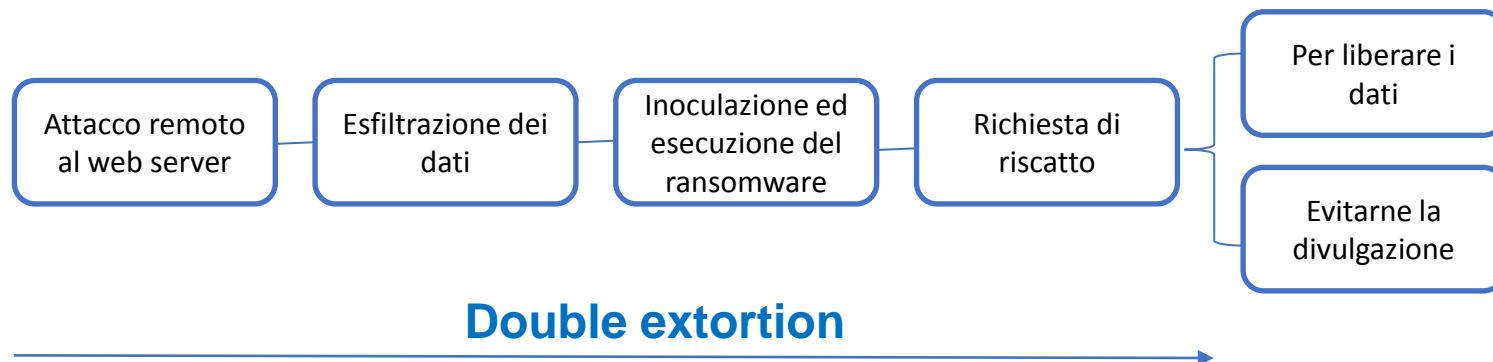 Attacco remoto
al web server
Esfiltrazione dei
dati
Inoculazione ed
esecuzione del
ransomware
Richiesta di
riscatto
Per liberare i
dati
Evitarne la
divulgazione
Double extortion